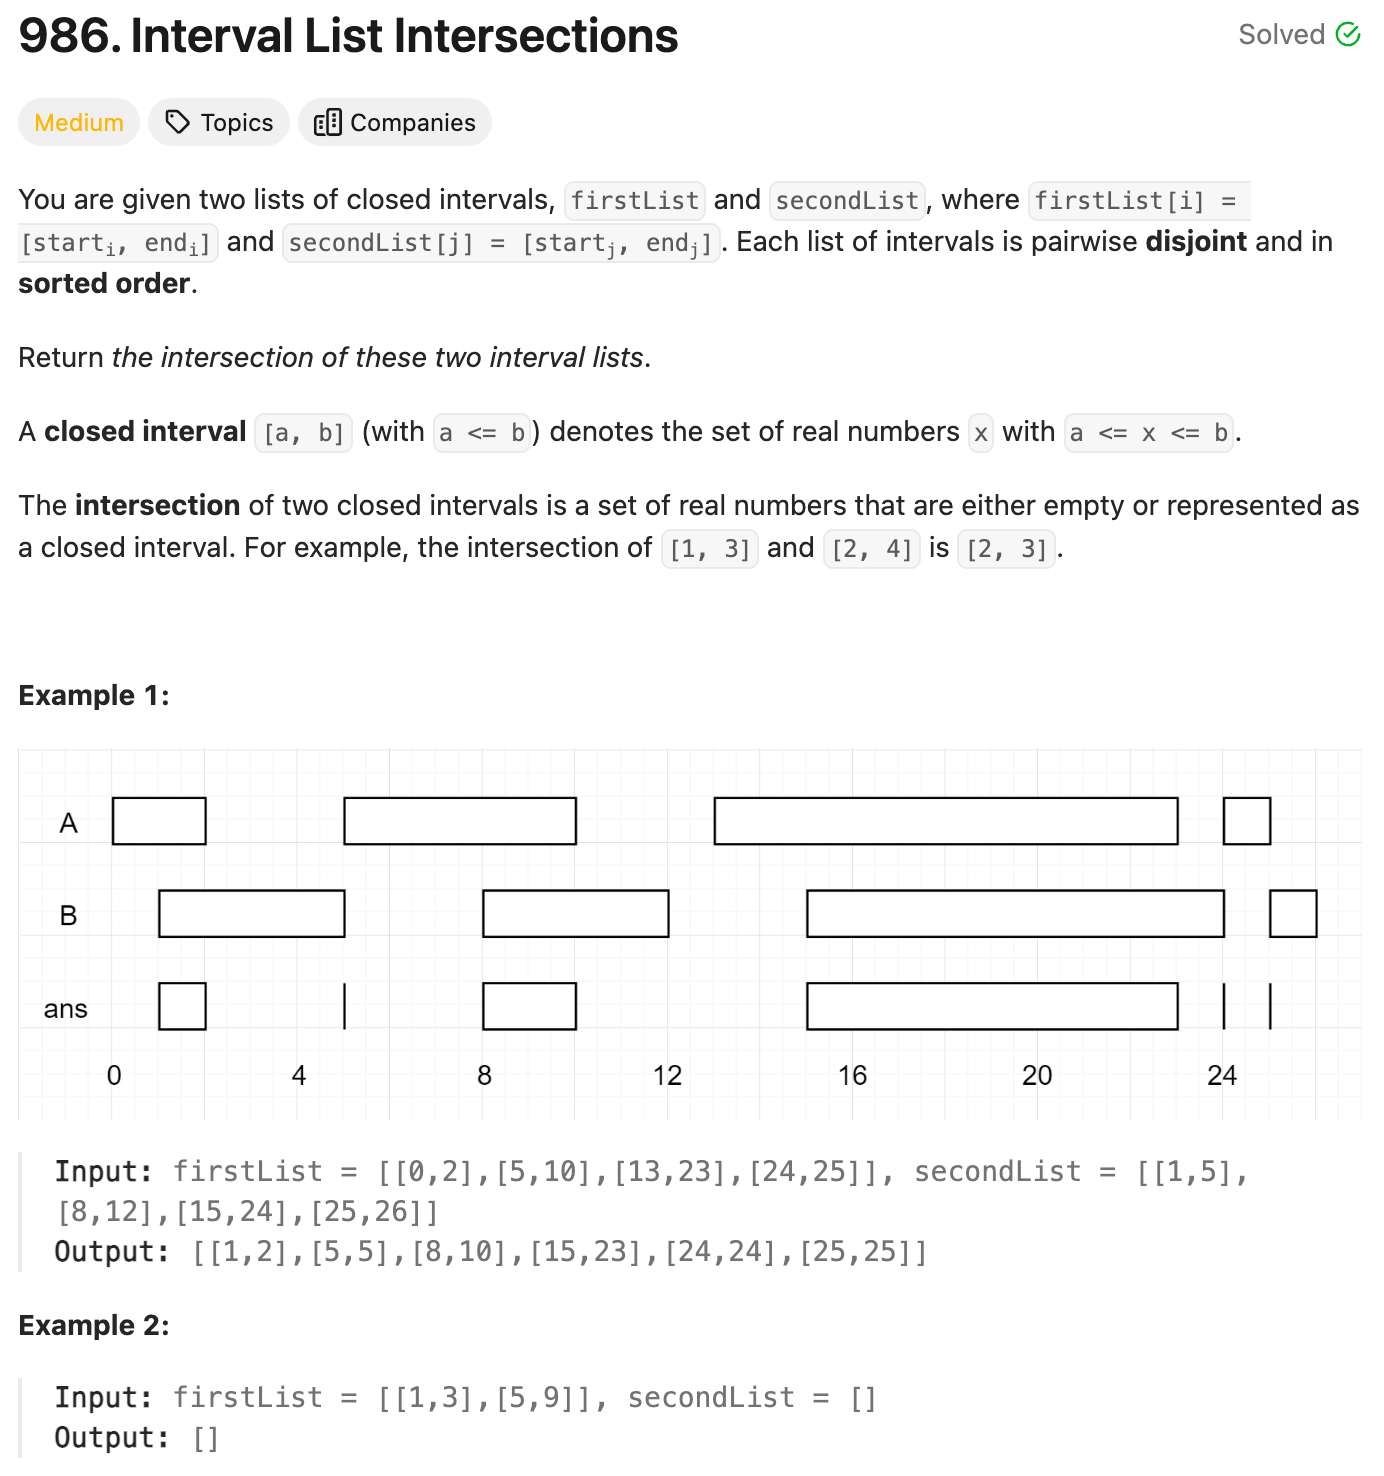 986. Interval List Intersections
Solved
Medium
Topics
Companies
You are given two lists of closed intervals, firstList and secondList, where firstList[i] =
[starti, endi] and secondList[j] = [startj, endj]. Each list of intervals is pairwise disjoint and in
sorted order.
Return the intersection of these two interval lists.
A closed interval [a, b] (with a <= b) denotes the set of real numbers x with a <= x <= b.
The intersection of two closed intervals is a set of real numbers that are either empty or represented as
a closed interval. For example, the intersection of [1, 3] and [2, 4] is [2, 3].
Example 1:
A
B
ans
0 4 8 12 16 20 24
Input: firstList = [[0,2],[5,10],[13,23],[24,25]], secondList = [[1,5],
[8,12],[15,24],[25,26]]
Output: [[1,2],[5,5],[8,10],[15,23],[24,24],[25,25]]
Example 2:
Input: firstList = [[1,3],[5,9]], secondList = []
Output: []